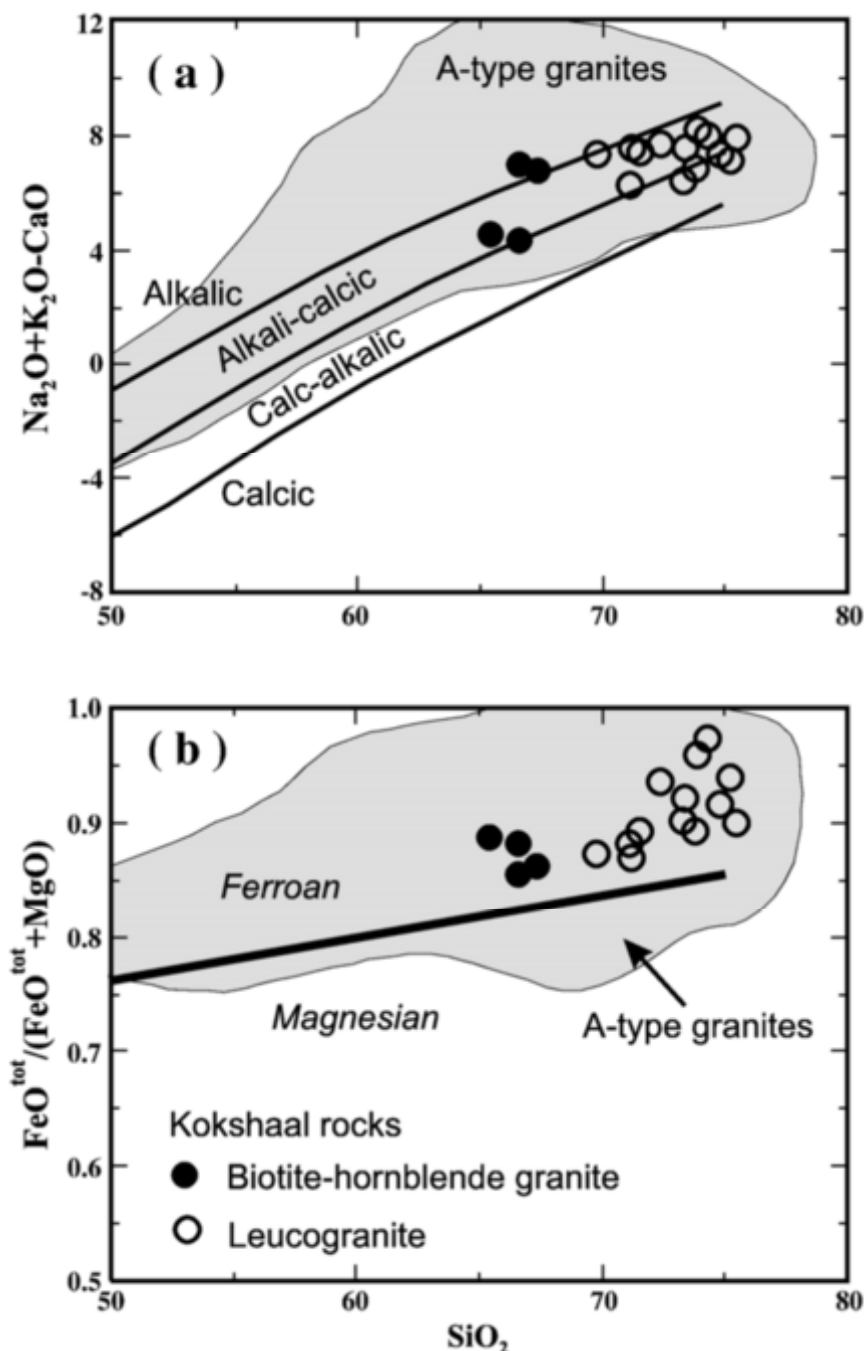 12
( a )
A-type granites
8
4
0
-4
-8
Na₂O+K₂O-CaO
Alkalic
Alkali-calcic
Calc-alkalic
Calcic
50
60
70
80
1.0
( b )
0.9
0.8
0.7
0.6
0.5
FeOᵗᵒᵗ/(FeOᵗᵒᵗ+MgO)
Ferroan
Magnesian
A-type granites
Kokshaal rocks
Biotite-hornblende granite
Leucogranite
50
60
70
80
SiO₂